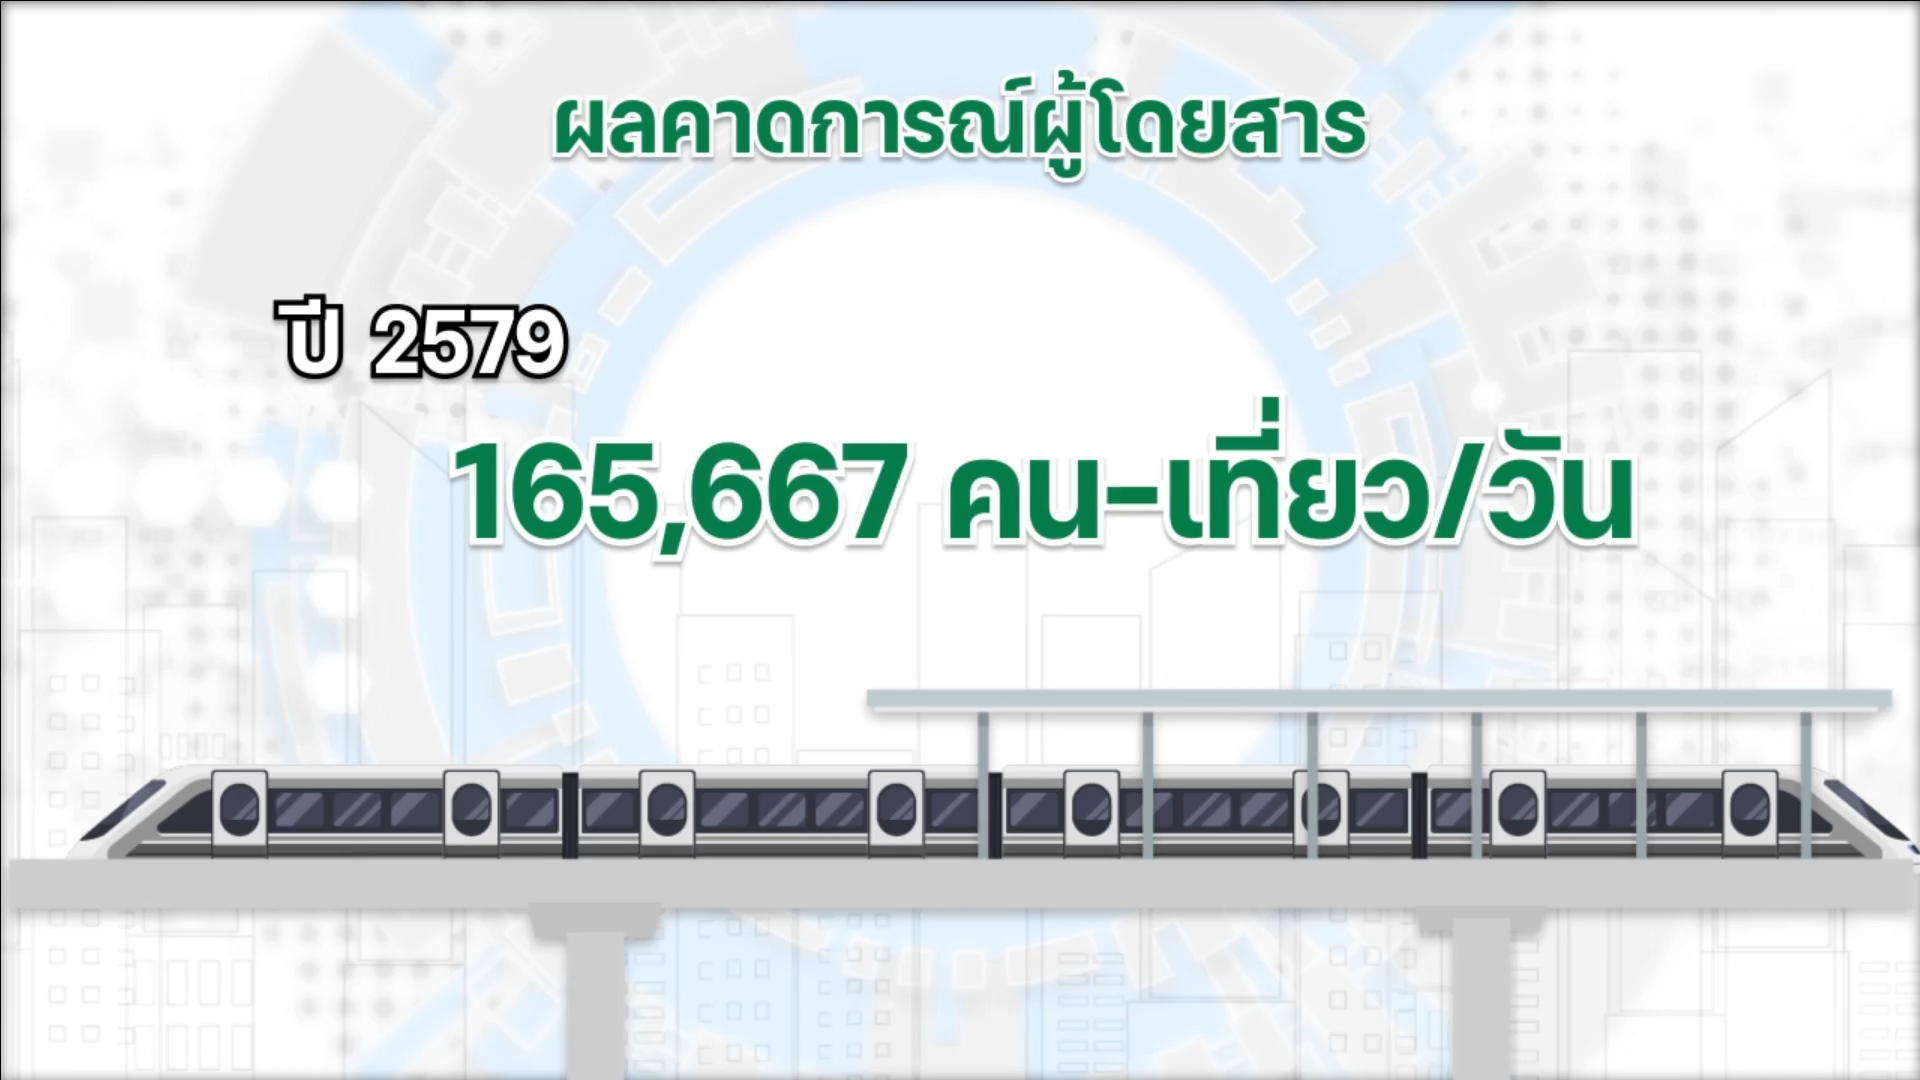 ผลคาดการณ์ผู้โดยสาร
ปี 2579
165,667 คน-เที่ยว/วัน